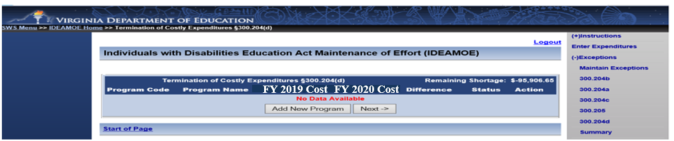 VIRGINIA DEPARTMENT OF EDUCATION
SWS Menu >> IDEAMOE Home >> Termination of Costly Expenditures §300.204(d)
Logout
Individuals with Disabilities Education Act Maintenance of Effort (IDEAMOE)
Termination of Costly Expenditures §300.204(d) Remaining Shortage: $-95,906.65
Program Code Program Name FY 2019 Cost FY 2020 Cost Difference Status Action
No Data Available
Add New Program Next ->
Start of Page
(+)Instructions
Enter Expenditures
(-)Exceptions
Maintain Exceptions
300.204b
300.204a
300.204c
300.205
300.204d
Summary